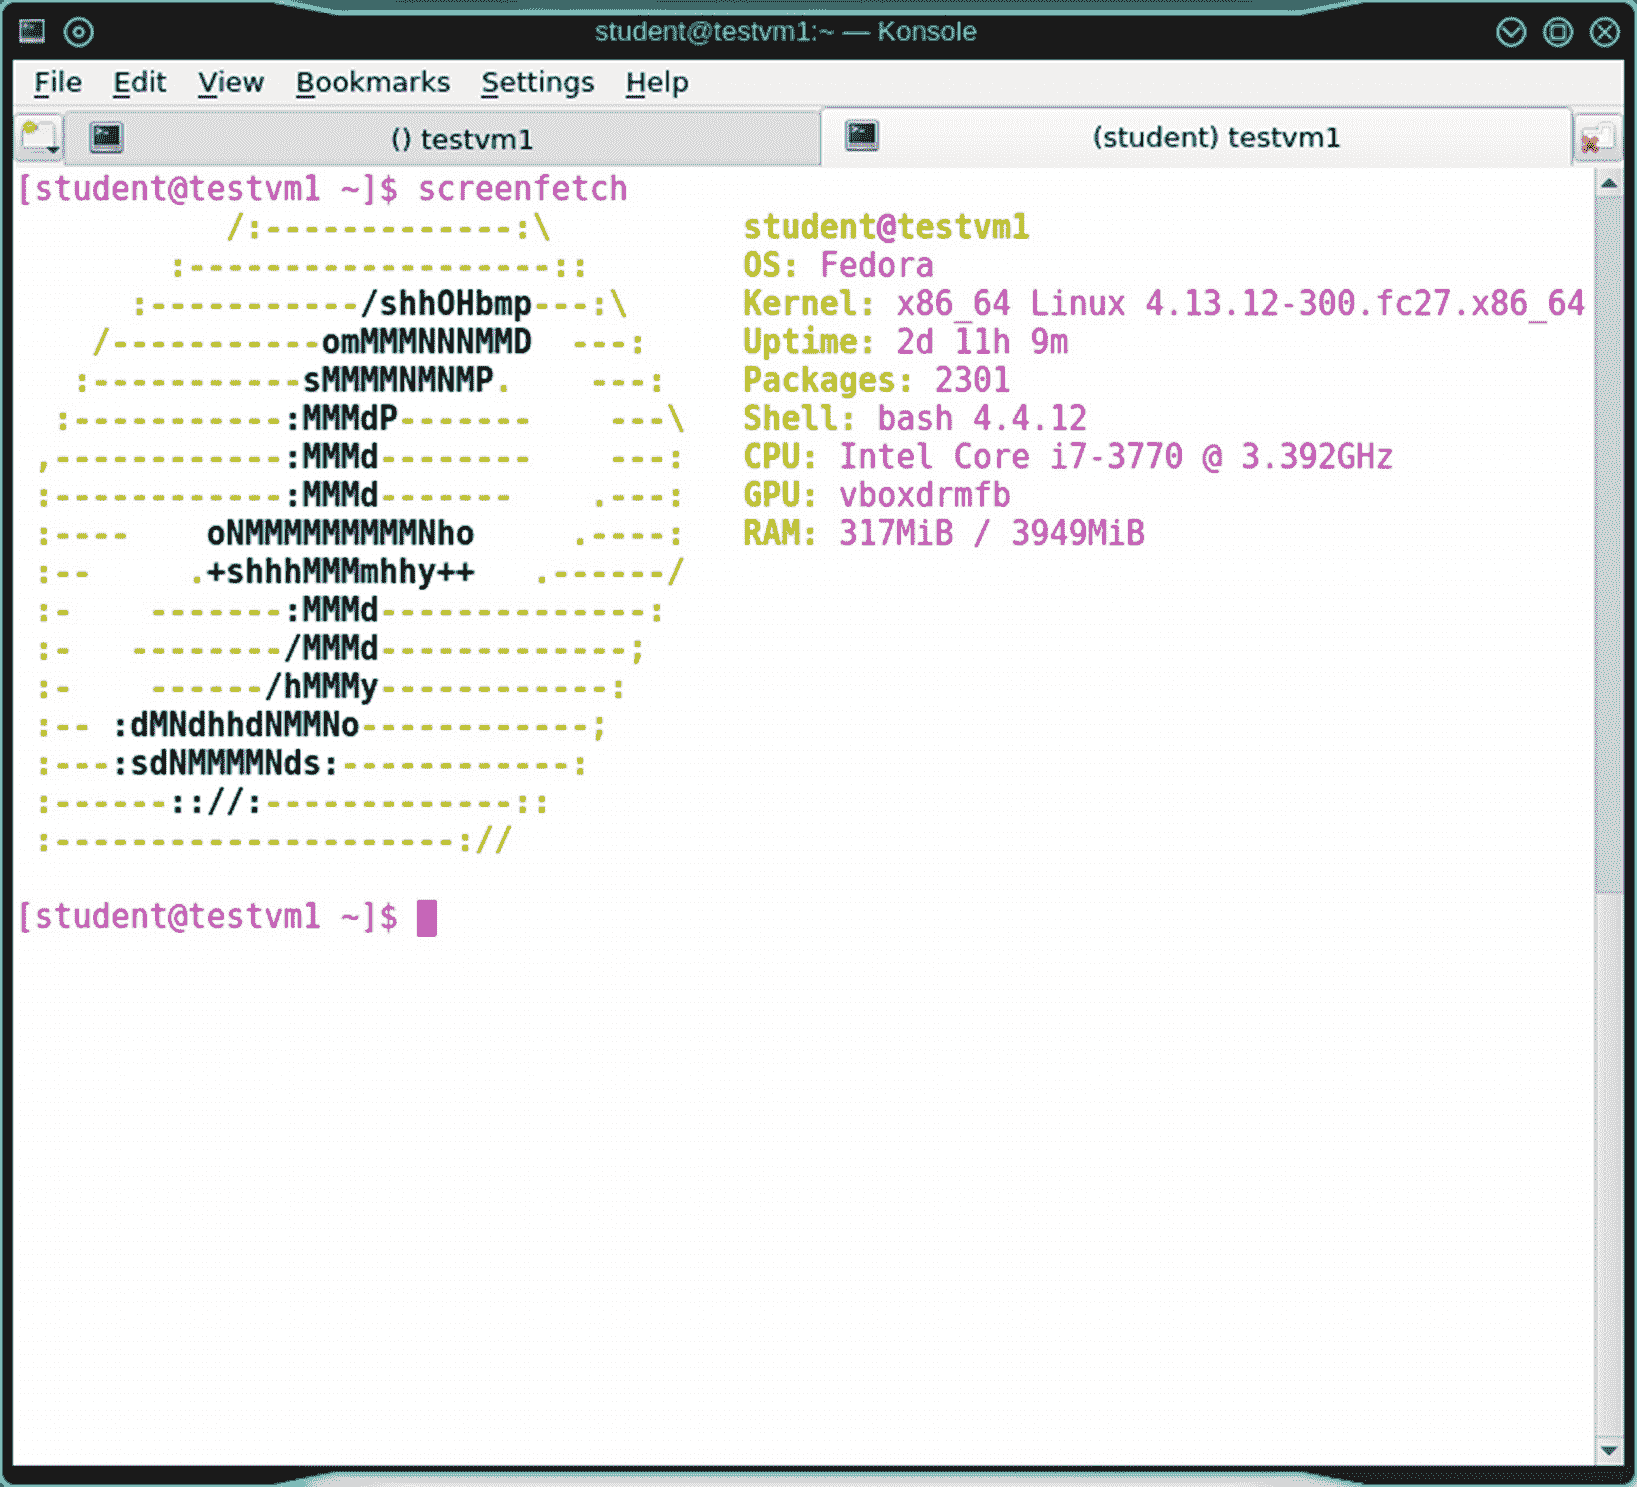 student@testvm1:~ — Konsole
File Edit View Bookmarks Settings Help
() testvm1 (student) testvm1
[student@testvm1 ~]$ screenfetch
/:-------------:\ student@testvm1
:-------------------:: OS: Fedora
:-----------/shhOHbmp---:\ Kernel: x86_64 Linux 4.13.12-300.fc27.x86_64
/-----------omMMMNNNMMD ---: Uptime: 2d 11h 9m
:-----------sMMMMNMNMP. ---: Packages: 2301
:-----------:MMMdP------- ---\ Shell: bash 4.4.12
,------------:MMMd-------- ---: CPU: Intel Core i7-3770 @ 3.392GHz
:------------:MMMd------- .---: GPU: vboxdrmfb
:---- oNMMMMMMMMMNho .----: RAM: 317MiB / 3949MiB
:-- .+shhhMMMmhhy++ .------/
:- -------:MMMd--------------:
:- --------/MMMd-------------;
:- ------/hMMMy------------:
:-- :dMNdhhdNMMNo------------;
:---:sdNMMMMNds:------------:
:------:://:-------------::
:---------------------://
[student@testvm1 ~]$